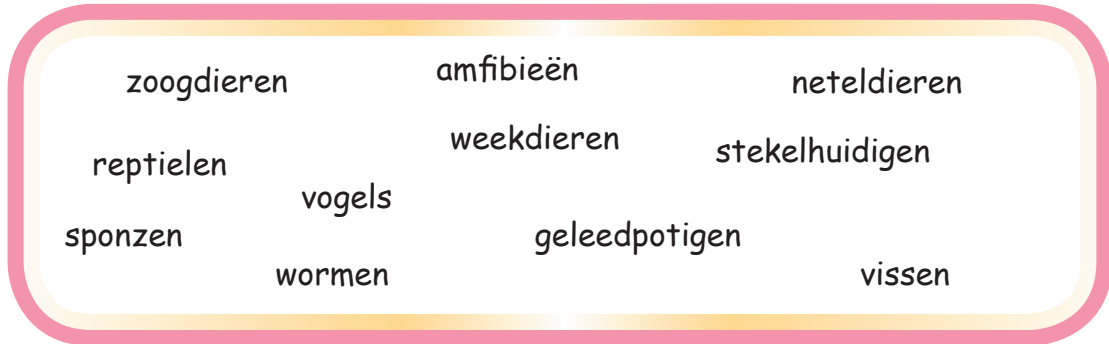 zoogdieren
amfibieën
neteldieren
weekdieren
stekelhuidigen
reptielen
vogels
sponzen
geleedpotigen
wormen
vissen